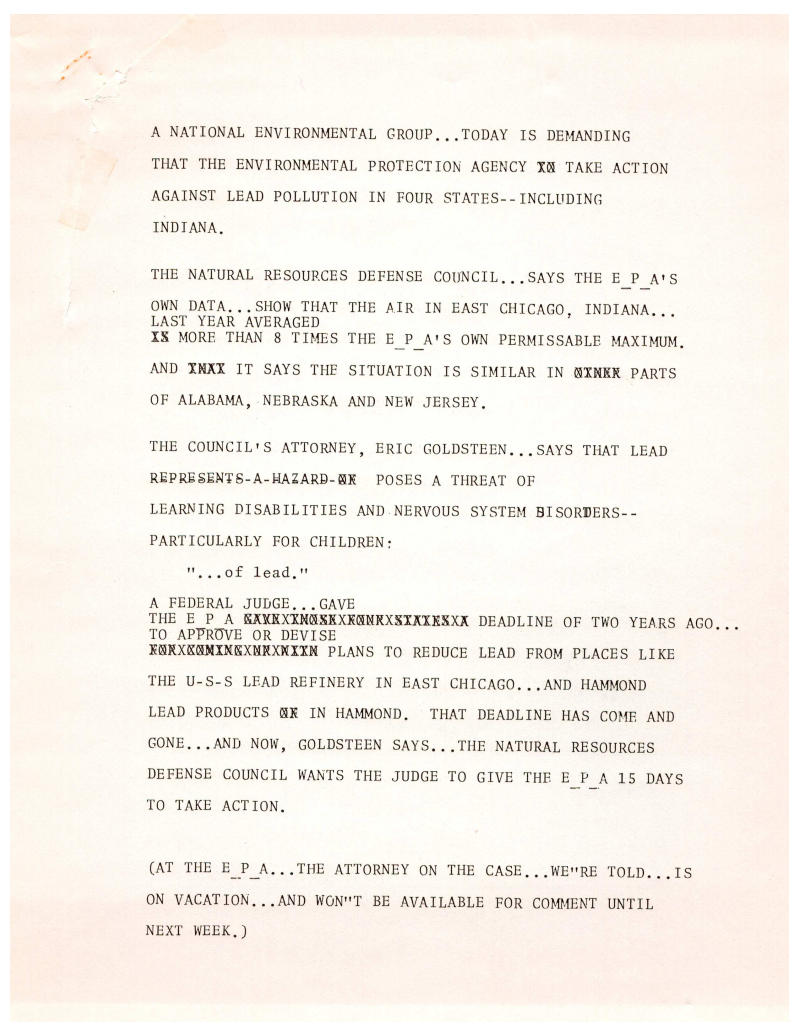 A NATIONAL ENVIRONMENTAL GROUP...TODAY IS DEMANDING
THAT THE ENVIRONMENTAL PROTECTION AGENCY TAKE ACTION
AGAINST LEAD POLLUTION IN FOUR STATES--INCLUDING
INDIANA.
THE NATURAL RESOURCES DEFENSE COUNCIL...SAYS THE E_P_A'S
OWN DATA...SHOW THAT THE AIR IN EAST CHICAGO, INDIANA...
LAST YEAR AVERAGED
MORE THAN 8 TIMES THE E_P_A'S OWN PERMISSABLE MAXIMUM.
AND IT SAYS THE SITUATION IS SIMILAR IN PARTS
OF ALABAMA, NEBRASKA AND NEW JERSEY.
THE COUNCIL'S ATTORNEY, ERIC GOLDSTEEN...SAYS THAT LEAD
REPRESENTS-A-HAZARD- POSES A THREAT OF
LEARNING DISABILITIES AND NERVOUS SYSTEM DISORDERS--
PARTICULARLY FOR CHILDREN:
"...of lead."
A FEDERAL JUDGE...GAVE
THE E_P_A DEADLINE OF TWO YEARS AGO...
TO APPROVE OR DEVISE
PLANS TO REDUCE LEAD FROM PLACES LIKE
THE U-S-S LEAD REFINERY IN EAST CHICAGO...AND HAMMOND
LEAD PRODUCTS IN HAMMOND. THAT DEADLINE HAS COME AND
GONE...AND NOW, GOLDSTEEN SAYS...THE NATURAL RESOURCES
DEFENSE COUNCIL WANTS THE JUDGE TO GIVE THE E_P_A 15 DAYS
TO TAKE ACTION.
(AT THE E_P_A...THE ATTORNEY ON THE CASE...WE"RE TOLD...IS
ON VACATION...AND WON"T BE AVAILABLE FOR COMMENT UNTIL
NEXT WEEK.)